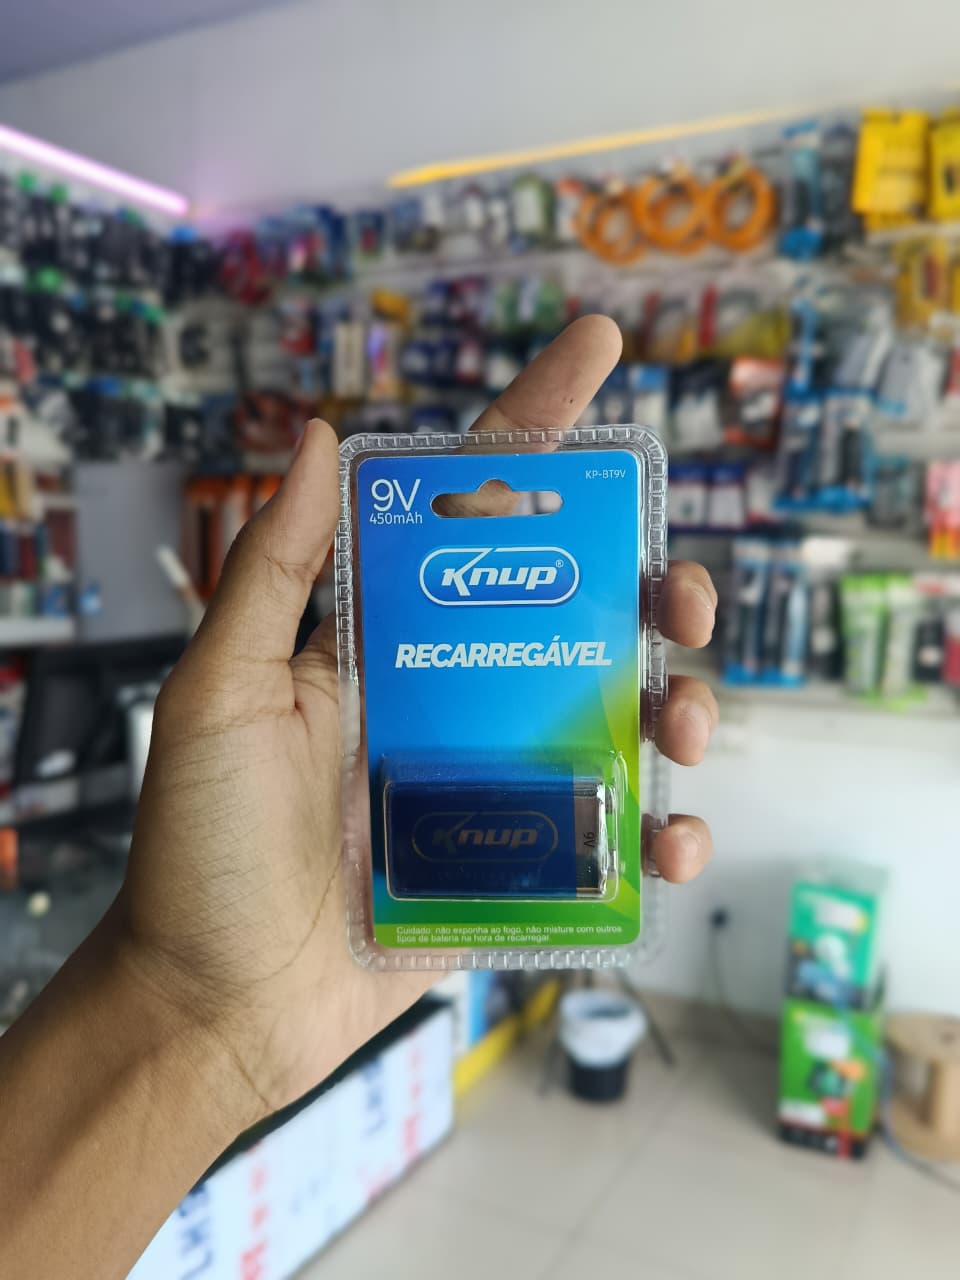 9V
450mAh
KP-BT9V
Knup®
RECARREGÁVEL
Knup
9V
Cuidado: não exponha ao fogo, não misture com outros
tipos de bateria na hora de recarregar.